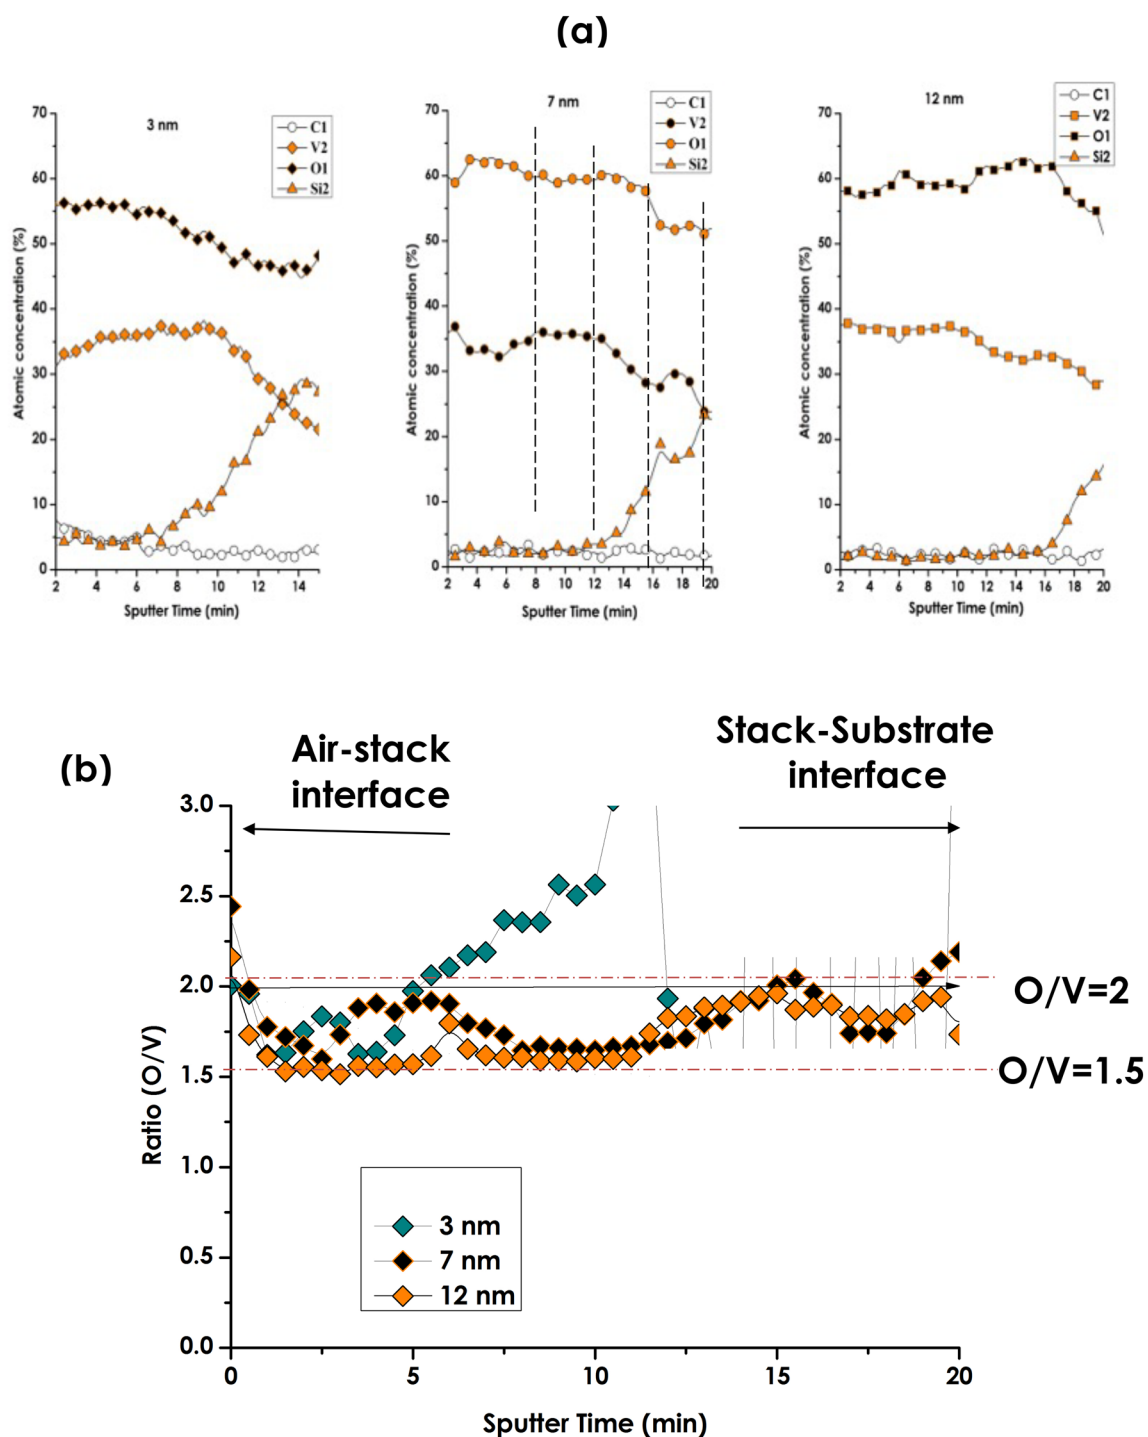 (a)
3 nm
C1
V2
O1
Si2
70
60
50
40
30
20
10
0
2 4 6 8 10 12 14
Atomic concentration (%)
Sputter Time (min)
7 nm
C1
V2
O1
Si2
70
60
50
40
30
20
10
0
2 4 6 8 10 12 14 16 18 20
Atomic concentration (%)
Sputter Time (min)
12 nm
C1
V2
O1
Si2
70
60
50
40
30
20
10
0
2 4 6 8 10 12 14 16 18 20
Atomic concentration (%)
Sputter Time (min)
(b)
Air-stack
interface
Stack-Substrate
interface
3.0
2.5
2.0
1.5
1.0
0.5
0.0
Ratio (O/V)
O/V=2
O/V=1.5
3 nm
7 nm
12 nm
0 5 10 15 20
Sputter Time (min)